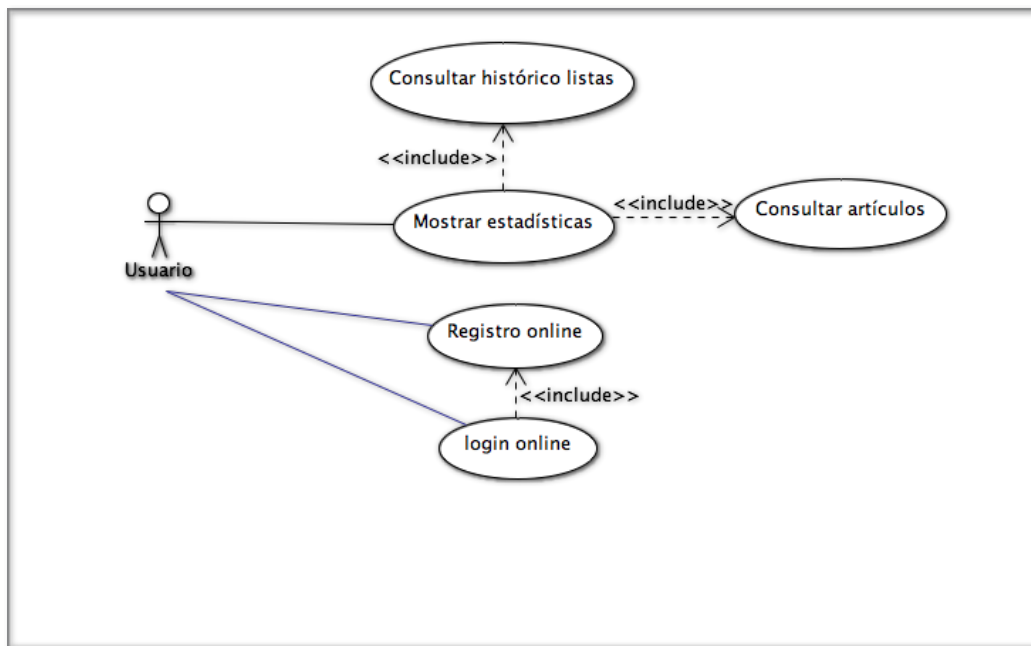 Consultar histórico listas
<<include>>
<<include>>
Mostrar estadísticas
Consultar artículos
Usuario
Registro online
<<include>>
login online